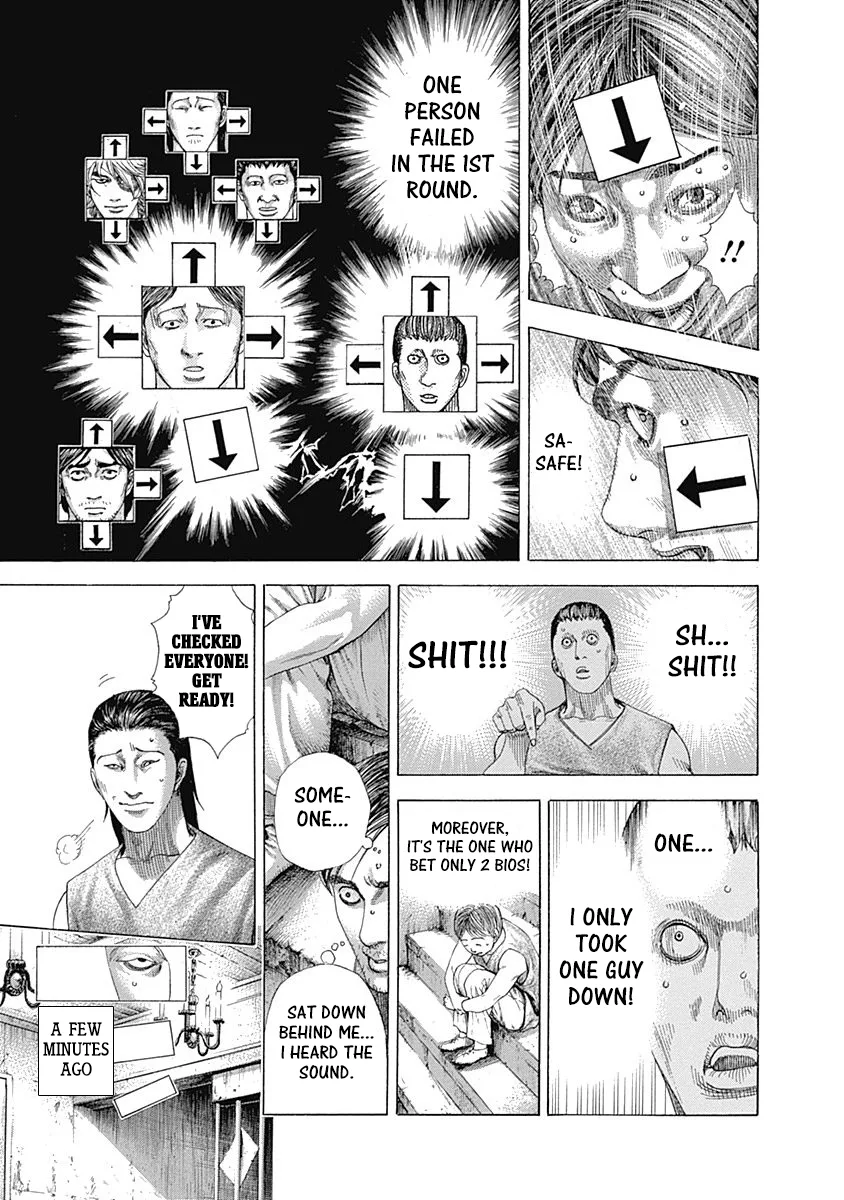 !!
SA-
SAFE!
ONE
PERSON
FAILED
IN THE 1ST
ROUND.
SH...
SHIT!!
SHIT!!!
ONE...
I ONLY
TOOK
ONE GUY
DOWN!
MOREOVER,
IT'S THE ONE WHO
BET ONLY 2 BIOS!
SOME-
ONE...
SAT DOWN
BEHIND ME...
I HEARD THE
SOUND.
I'VE
CHECKED
EVERYONE!
GET
READY!
A FEW
MINUTES
AGO